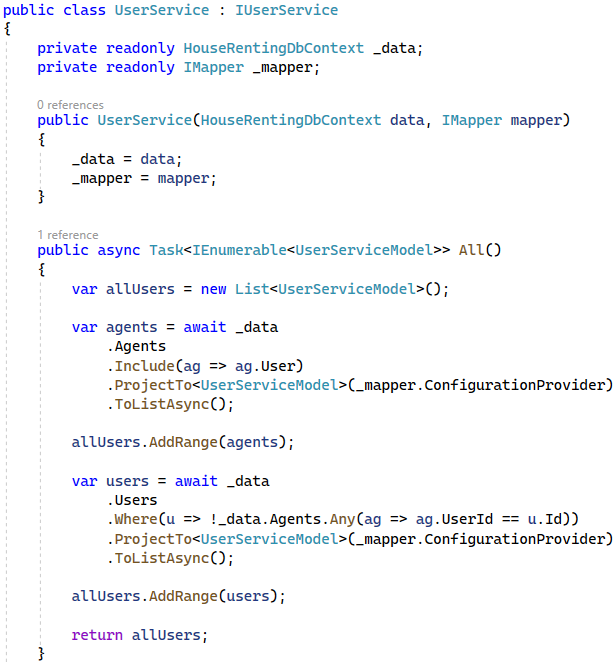 public class UserService : IUserService
{
    private readonly HouseRentingDbContext _data;
    private readonly IMapper _mapper;

    0 references
    public UserService(HouseRentingDbContext data, IMapper mapper)
    {
        _data = data;
        _mapper = mapper;
    }

    1 reference
    public async Task<IEnumerable<UserServiceModel>> All()
    {
        var allUsers = new List<UserServiceModel>();

        var agents = await _data
            .Agents
            .Include(ag => ag.User)
            .ProjectTo<UserServiceModel>(_mapper.ConfigurationProvider)
            .ToListAsync();

        allUsers.AddRange(agents);

        var users = await _data
            .Users
            .Where(u => !_data.Agents.Any(ag => ag.UserId == u.Id))
            .ProjectTo<UserServiceModel>(_mapper.ConfigurationProvider)
            .ToListAsync();

        allUsers.AddRange(users);

        return allUsers;
    }